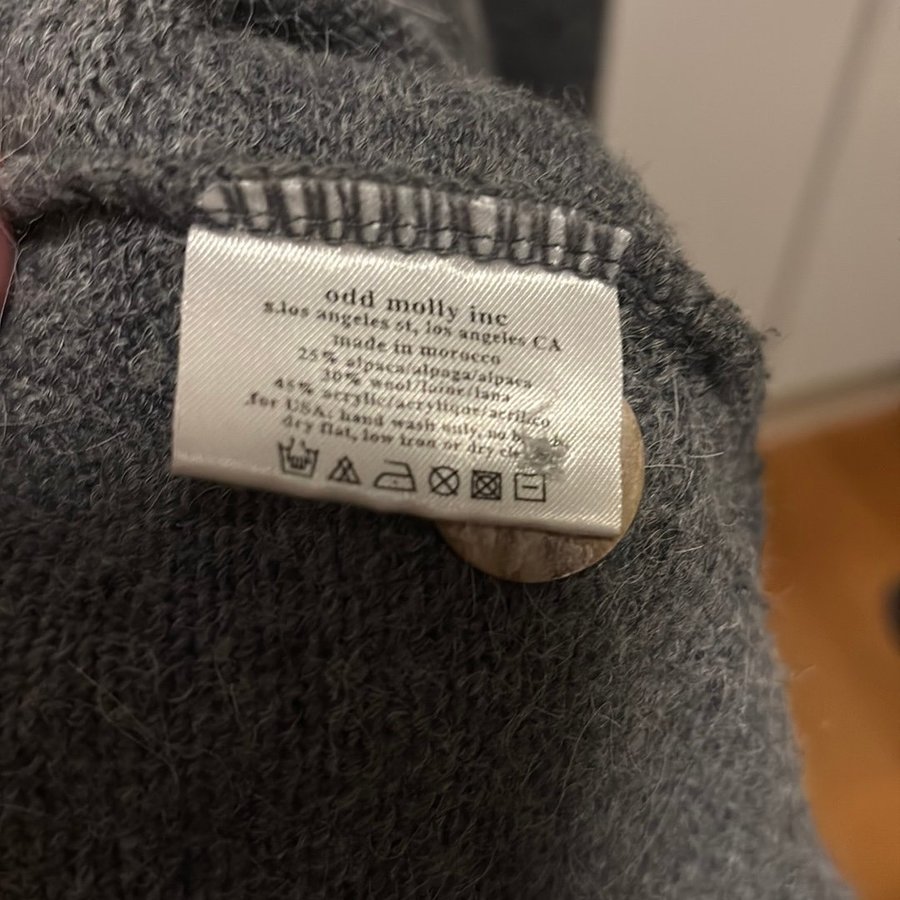 odd molly inc
s.los angeles st, los angeles CA
made in morocco
25% alpaca/alpaga/alpaca
30% wool/laine/lana
45% acrylic/acrylique/acrilico
for USA: hand wash only, no
dry flat, low iron or dry